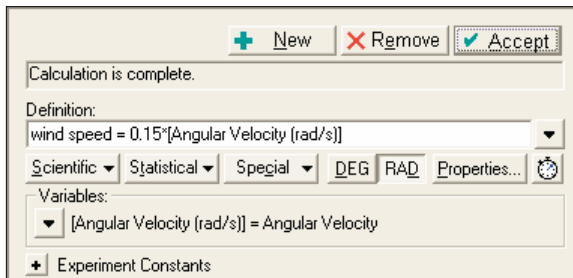 New Remove Accept
Calculation is complete.
Definition:
wind speed = 0.15*[Angular Velocity (rad/s)]
Scientific Statistical Special DEG RAD Properties...
Variables:
[Angular Velocity (rad/s)] = Angular Velocity
Experiment Constants